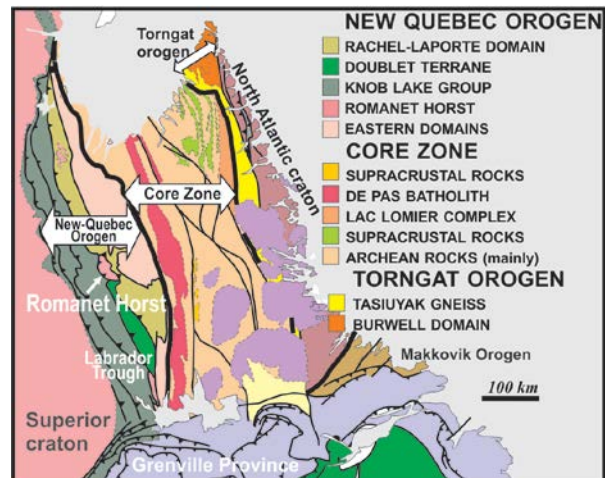 Torngat
orogen
North Atlantic craton
Core Zone
New-Quebec
Orogen
Romanet Horst
Labrador
Trough
Superior
craton
Grenville Province
Makkovik Orogen
100 km
NEW QUEBEC OROGEN
RACHEL-LAPORTE DOMAIN
DOUBLET TERRANE
KNOB LAKE GROUP
ROMANET HORST
EASTERN DOMAINS
CORE ZONE
SUPRACRUSTAL ROCKS
DE PAS BATHOLITH
LAC LOMIER COMPLEX
SUPRACRUSTAL ROCKS
ARCHEAN ROCKS (mainly)
TORNGAT OROGEN
TASIUYAK GNEISS
BURWELL DOMAIN